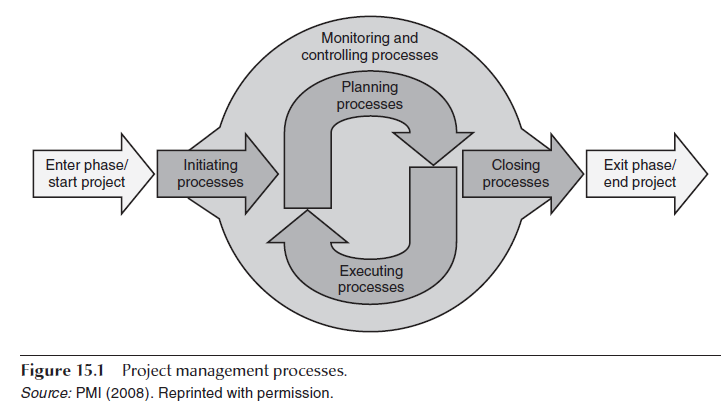 Monitoring and
controlling processes
Planning
processes
Enter phase/
start project
Initiating
processes
Closing
processes
Exit phase/
end project
Executing
processes
Figure 15.1 Project management processes.
Source: PMI (2008). Reprinted with permission.